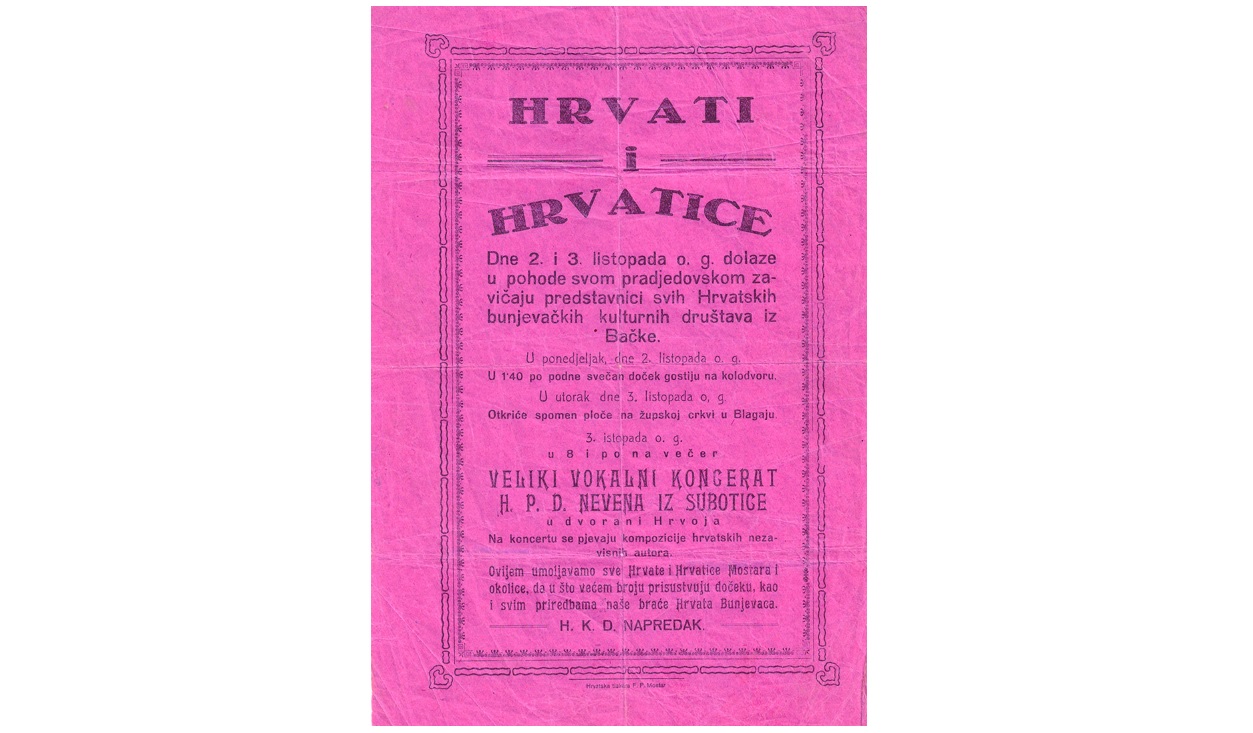 HRVATI
i
HRVATICE
Dne 2. i 3. listopada o. g. dolaze
u pohode svom pradjedovskom za-
vičaju predstavnici svih Hrvatskih
bunjevačkih kulturnih društava iz
Bačke.
U ponedjeljak, dne 2. listopada o. g.
U 1'40 po podne svečan doček gostiju na kolodvoru.
U utorak dne 3. listopada o, g.
Otkriće spomen ploče na župskoj crkvi u Blagaju
3. istopada o. g.
u 8 i po na večer
VELIKI VOKALNI KONCERAT
H. P. D. NEVENA IZ SUBOTICE
u dvorani Hrvoja
Na koncertu se pjevaju kompozicije hrvatskih neza-
visnih autora.
Ovijem umoljavamo sve Hrvate i Hrvatice Mostara i
okolice, da u što većem broju prisustvuju dočeku, kao
i svim priredbama naše braće Hrvata Bunjevaca.
H. K. D. NAPREDAK.
Hrvatska F. P. Mostar